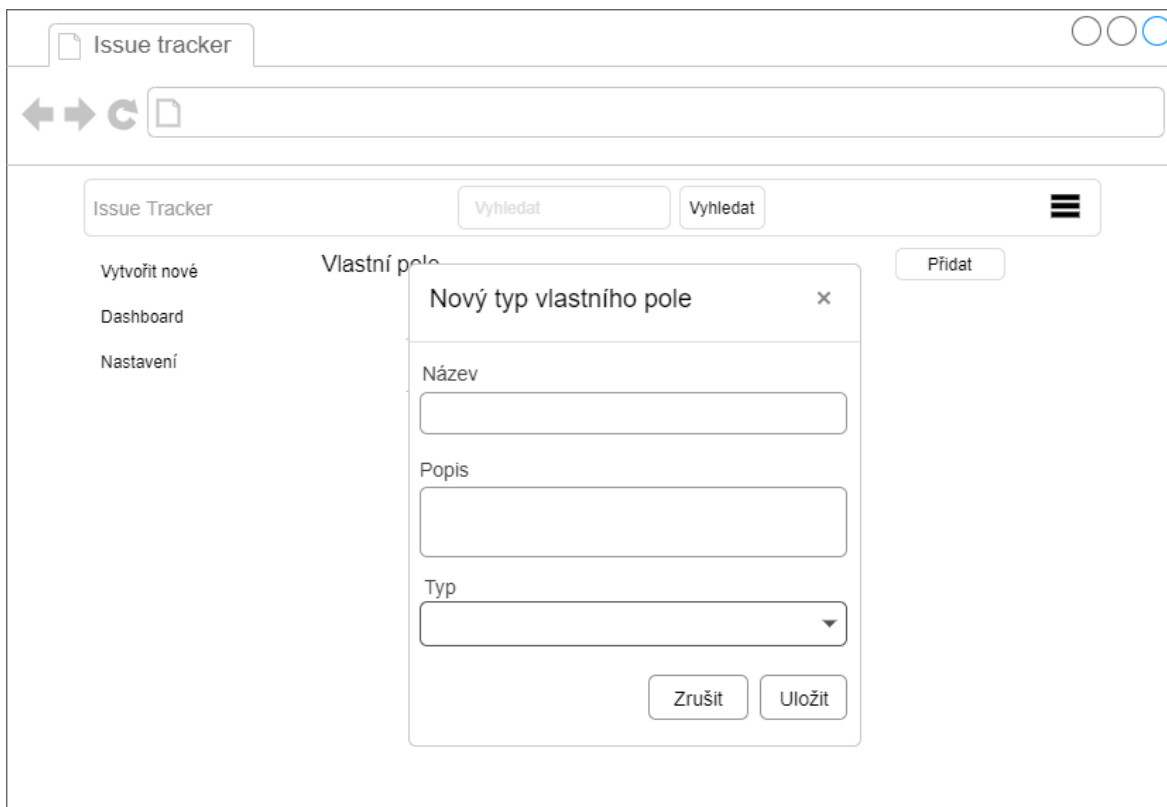 Issue tracker
Issue Tracker
Vyhledat
Vyhledat
Vytvořit nové
Dashboard
Nastavení
Vlastní pole
Přidat
Nový typ vlastního pole
×
Název
Popis
Typ
Zrušit
Uložit